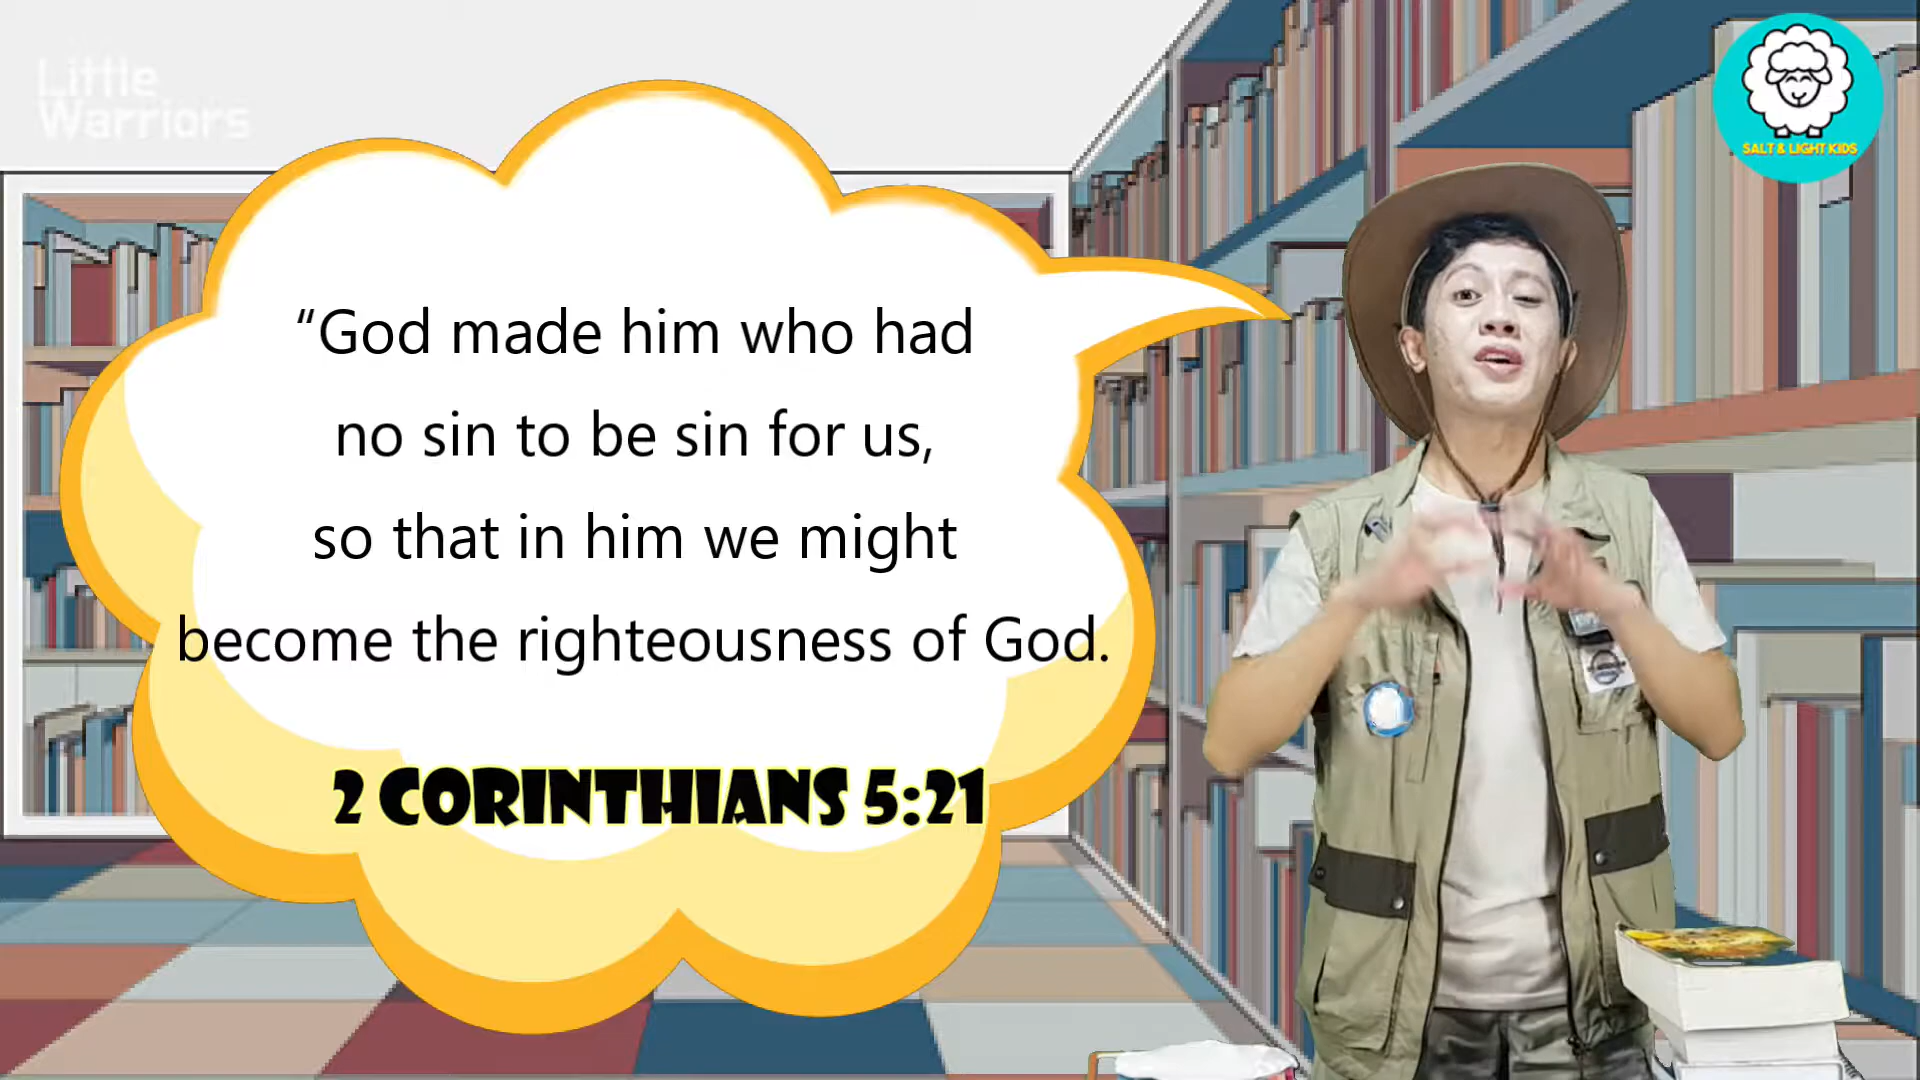 Little
Warriors
SALT & LIGHT KIDS
“God made him who had
no sin to be sin for us,
so that in him we might
become the righteousness of God.
2 CORINTHIANS 5:21